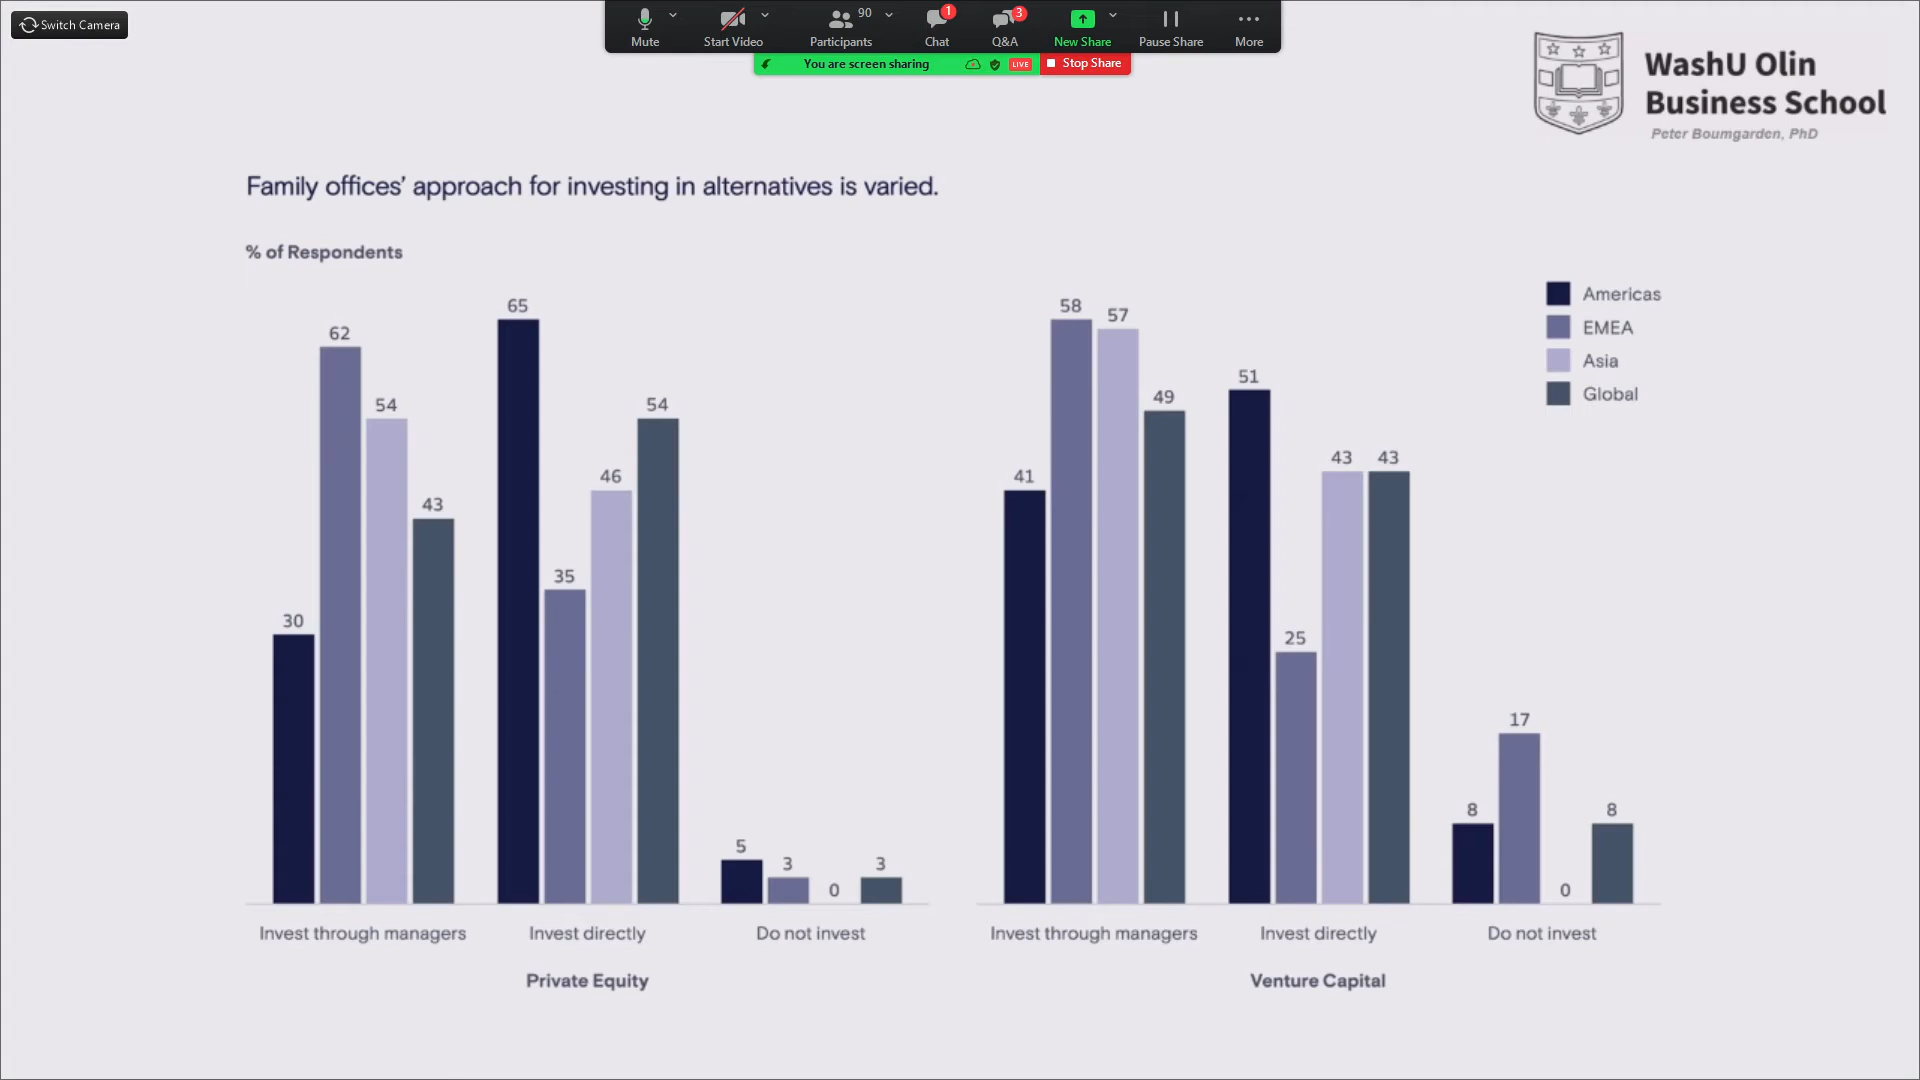 Switch Camera
Mute
Start Video
90
Participants
1
Chat
3
Q&A
New Share
Pause Share
More
You are screen sharing
LIVE
Stop Share
WashU Olin
Business School
Peter Boumgarden, PhD
Family offices’ approach for investing in alternatives is varied.
% of Respondents
Americas
EMEA
Asia
Global
30
62
54
43
65
35
46
54
5
3
0
3
Invest through managers
Invest directly
Do not invest
Private Equity
41
58
57
49
51
25
43
43
8
17
0
8
Invest through managers
Invest directly
Do not invest
Venture Capital